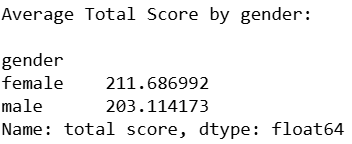 Average Total Score by gender:
gender
female    211.686992
male      203.114173
Name: total score, dtype: float64